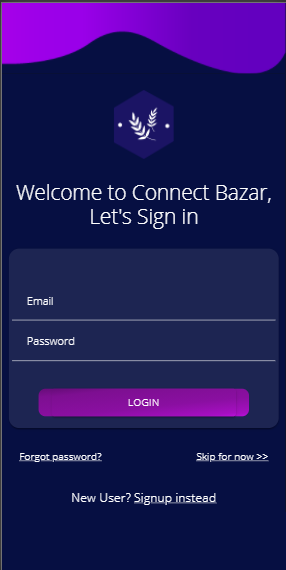 Welcome to Connect Bazar,
Let's Sign in
Email
Password
LOGIN
Forgot password?
Skip for now >>
New User? Signup instead